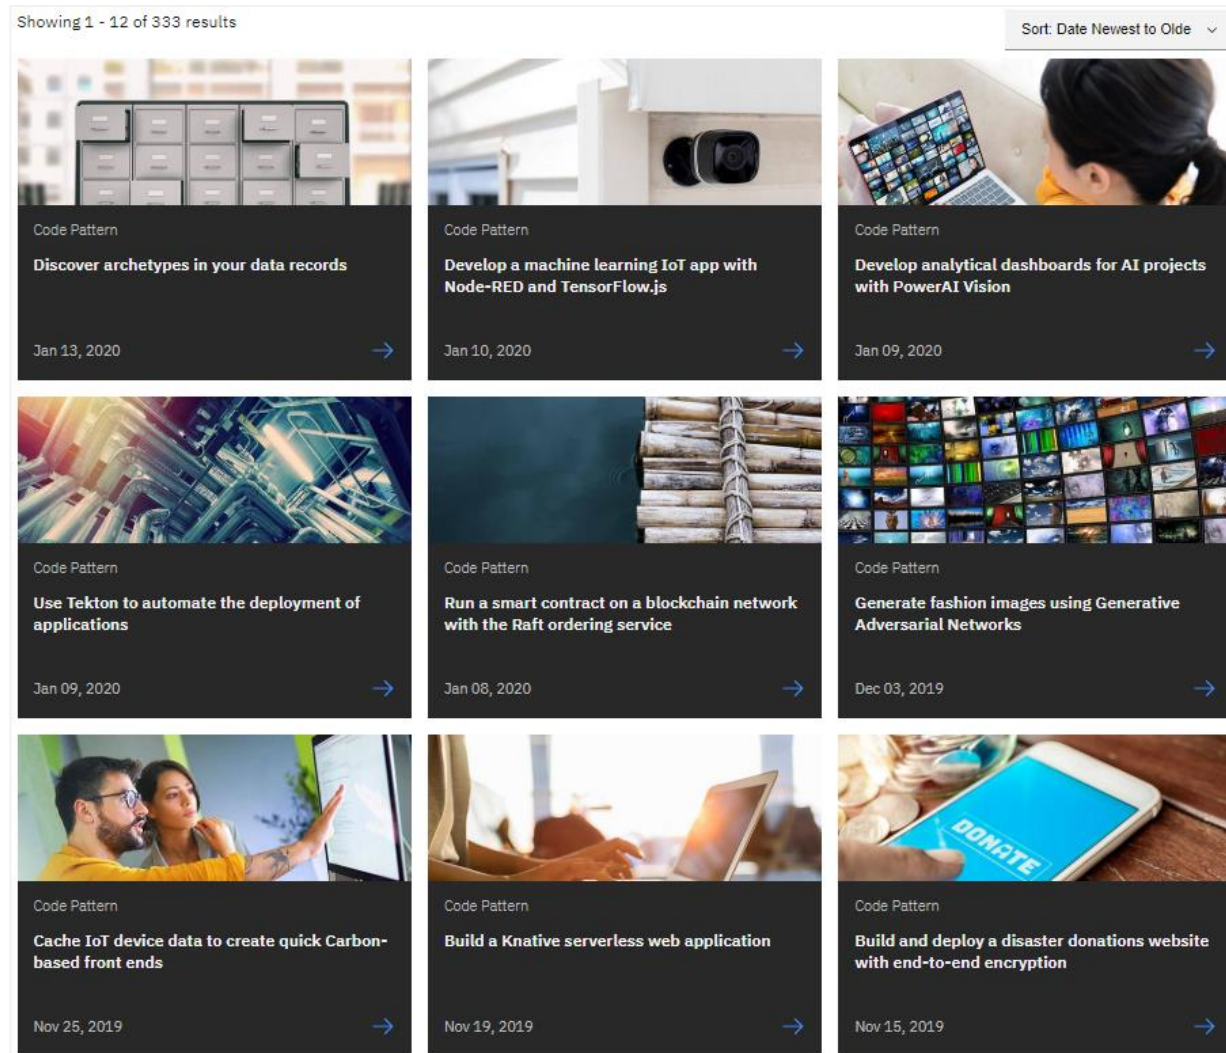 Showing 1 - 12 of 333 results
Sort: Date Newest to Olde
Code Pattern
Discover archetypes in your data records
Jan 13, 2020
Code Pattern
Develop a machine learning IoT app with
Node-RED and TensorFlow.js
Jan 10, 2020
Code Pattern
Develop analytical dashboards for AI projects
with PowerAI Vision
Jan 09, 2020
Code Pattern
Use Tekton to automate the deployment of
applications
Jan 09, 2020
Code Pattern
Run a smart contract on a blockchain network
with the Raft ordering service
Jan 08, 2020
Code Pattern
Generate fashion images using Generative
Adversarial Networks
Dec 03, 2019
Code Pattern
Cache IoT device data to create quick Carbon-
based front ends
Nov 25, 2019
Code Pattern
Build a Knative serverless web application
Nov 19, 2019
DONATE
Code Pattern
Build and deploy a disaster donations website
with end-to-end encryption
Nov 15, 2019